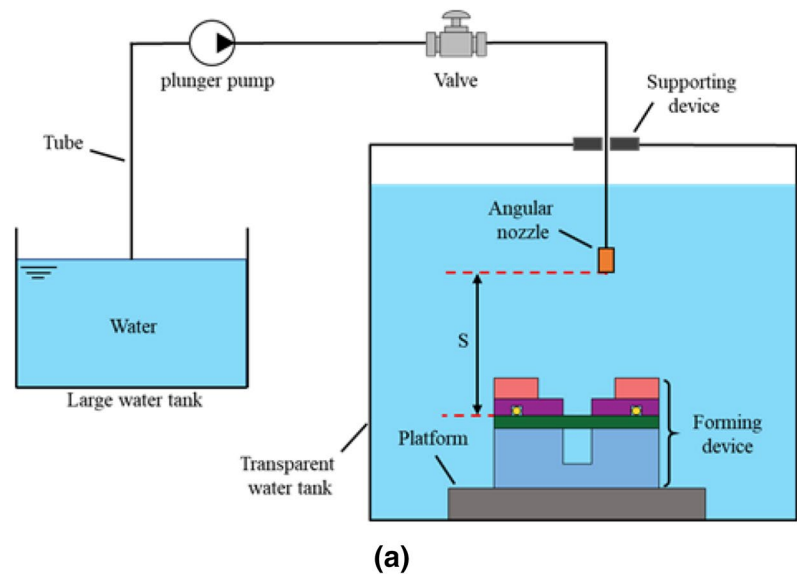 plunger pump
Valve
Supporting
device
Tube
Angular
nozzle
Water
S
Large water tank
Platform
Forming
device
Transparent
water tank
(a)